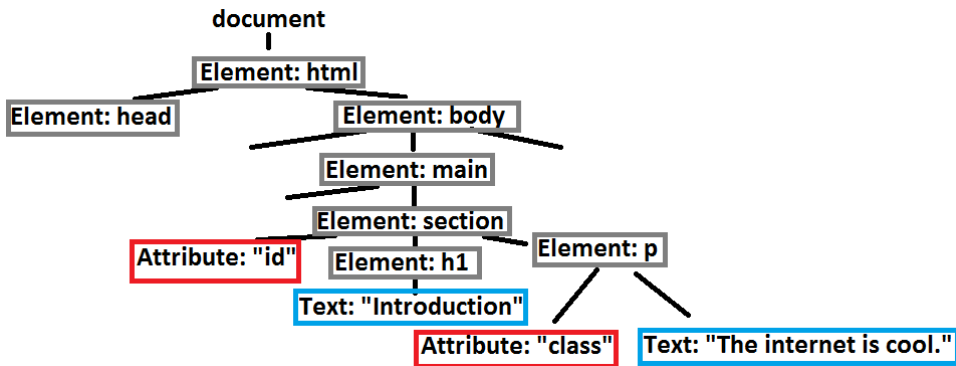 document
Element: html
Element: head
Element: body
Element: main
Element: section
Attribute: "id"
Element: h1
Element: p
Text: "Introduction"
Attribute: "class"
Text: "The internet is cool."